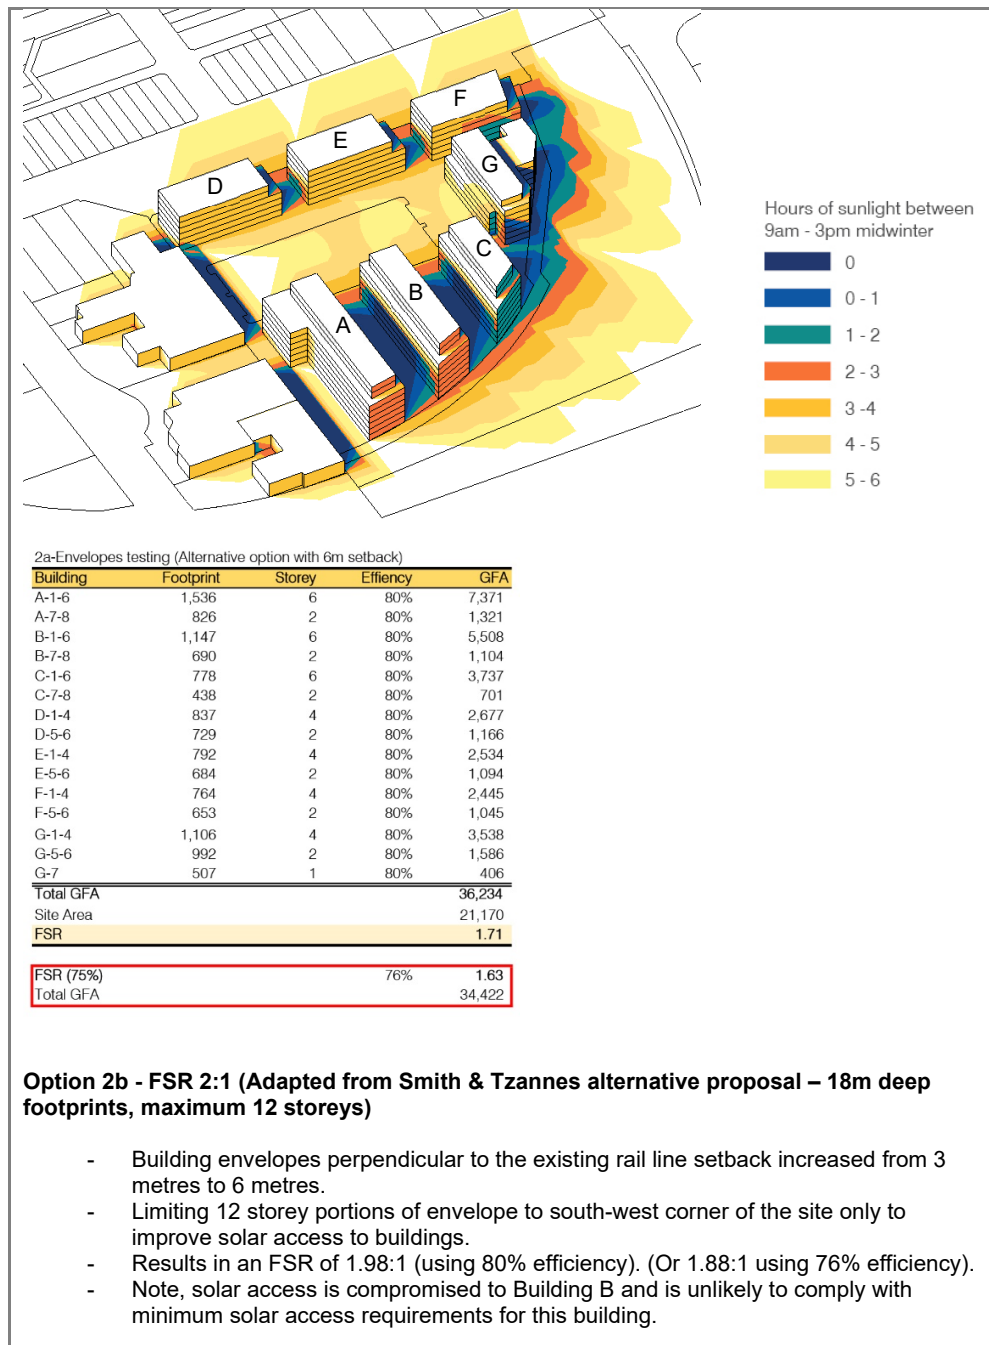 F
E
G
D
C
B
A
Hours of sunlight between
9am - 3pm midwinter
0
0 - 1
1 - 2
2 - 3
3 -4
4 - 5
5 - 6
2a-Envelopes testing (Alternative option with 6m setback)
Building Footprint Storey Effiency GFA
A-1-6 1,536 6 80% 7,371
A-7-8 826 2 80% 1,321
B-1-6 1,147 6 80% 5,508
B-7-8 690 2 80% 1,104
C-1-6 778 6 80% 3,737
C-7-8 438 2 80% 701
D-1-4 837 4 80% 2,677
D-5-6 729 2 80% 1,166
E-1-4 792 4 80% 2,534
E-5-6 684 2 80% 1,094
F-1-4 764 4 80% 2,445
F-5-6 653 2 80% 1,045
G-1-4 1,106 4 80% 3,538
G-5-6 992 2 80% 1,586
G-7 507 1 80% 406
Total GFA 36,234
Site Area 21,170
FSR 1.71
FSR (75%) 76% 1.63
Total GFA 34,422
Option 2b - FSR 2:1 (Adapted from Smith & Tzannes alternative proposal – 18m deep
footprints, maximum 12 storeys)
- Building envelopes perpendicular to the existing rail line setback increased from 3
metres to 6 metres.
- Limiting 12 storey portions of envelope to south-west corner of the site only to
improve solar access to buildings.
- Results in an FSR of 1.98:1 (using 80% efficiency). (Or 1.88:1 using 76% efficiency).
- Note, solar access is compromised to Building B and is unlikely to comply with
minimum solar access requirements for this building.